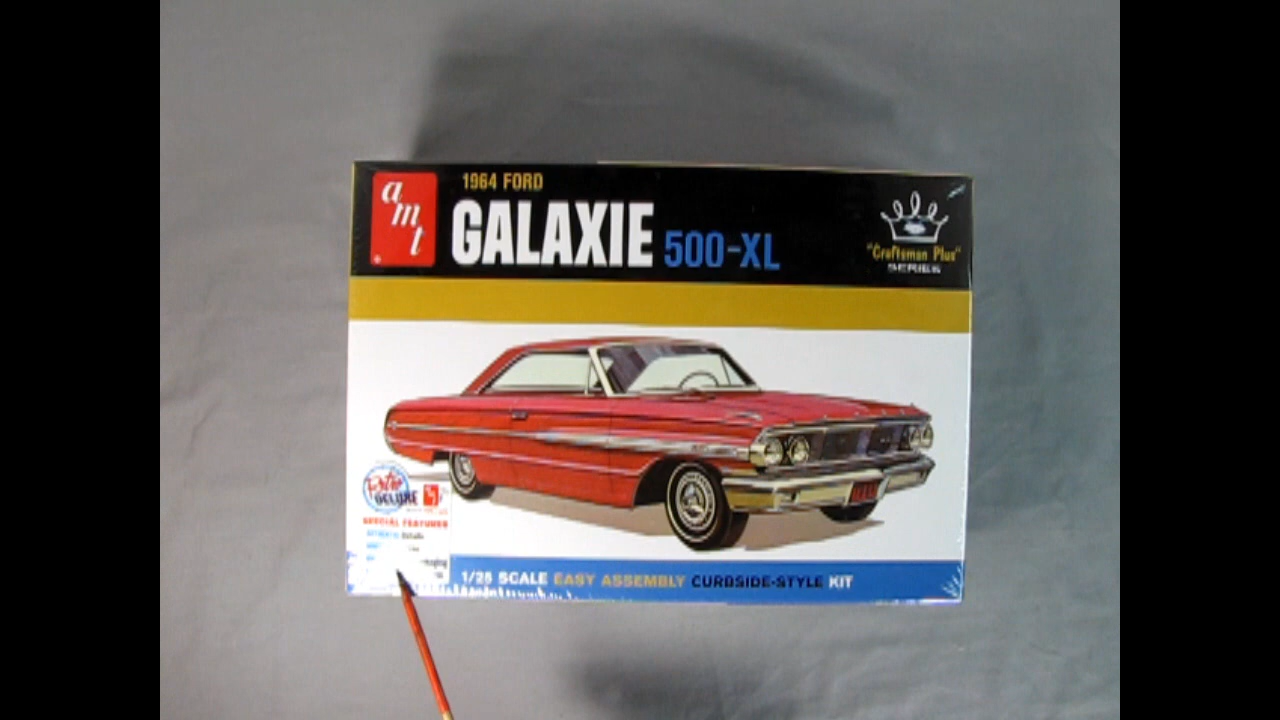 amt
1964 FORD
GALAXIE 500-XL
"Craftsman Plus"
SERIES
Retro
DELUXE
SPECIAL FEATURES
1/25 SCALE EASY ASSEMBLY CURBSIDE-STYLE KIT